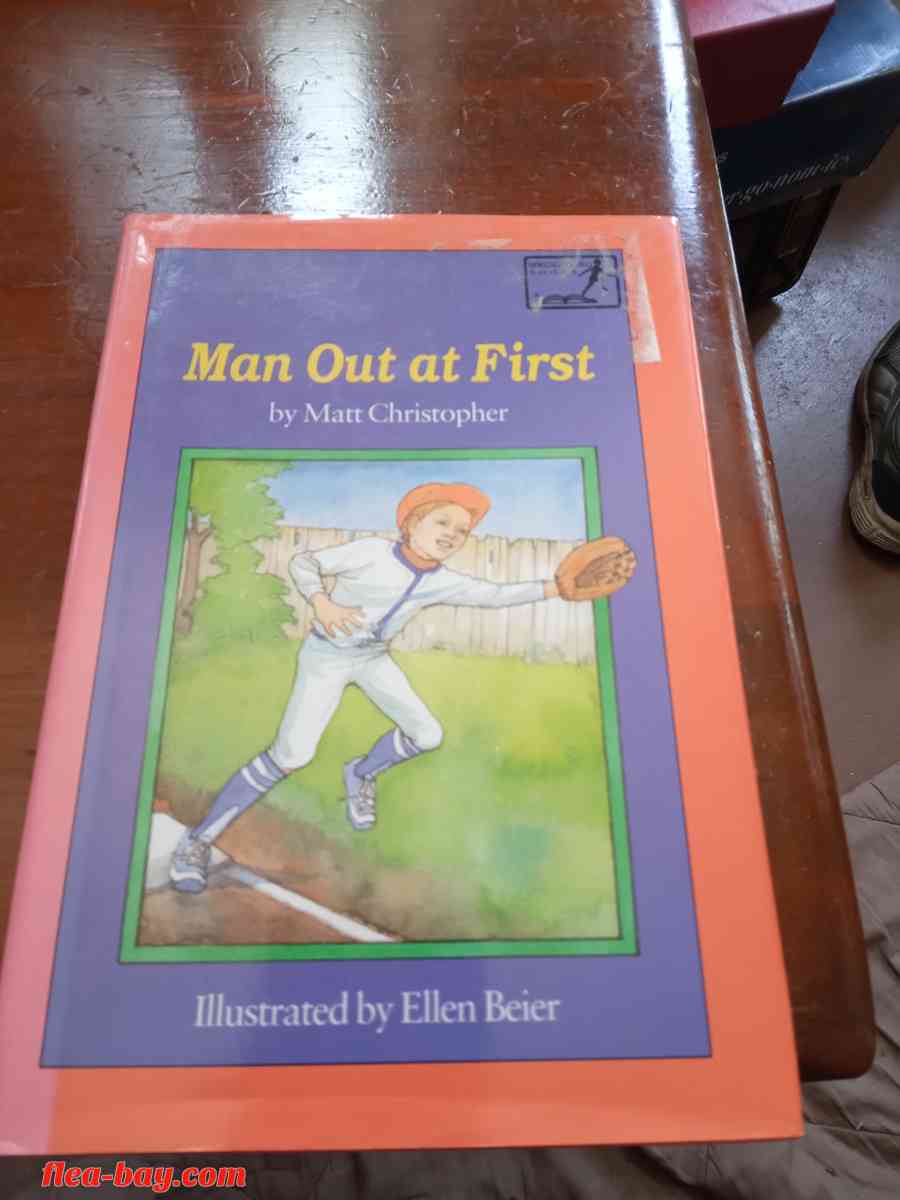 Man Out at First
by Matt Christopher
Illustrated by Ellen Beier
flea-bay.com